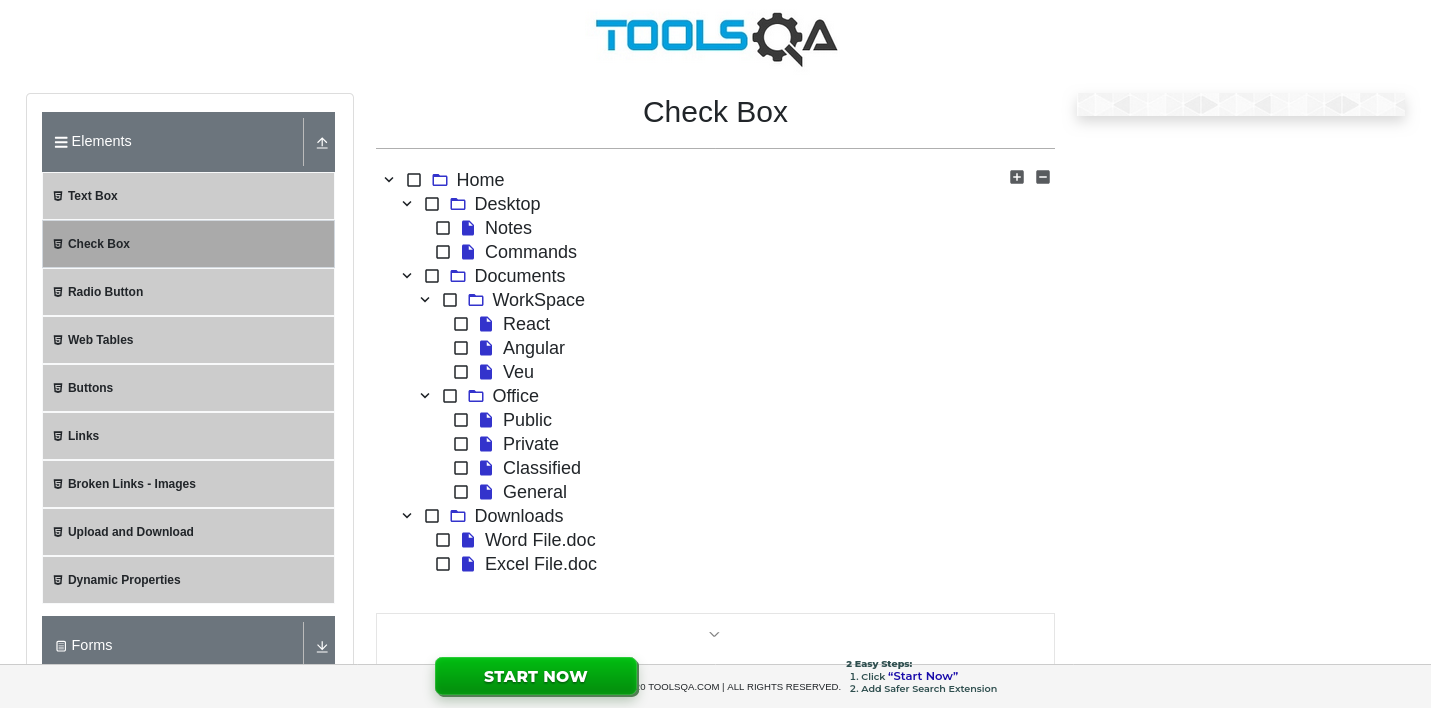 TOOLSQA
Elements
Text Box
Check Box
Radio Button
Web Tables
Buttons
Links
Broken Links - Images
Upload and Download
Dynamic Properties
Forms
Check Box
Home
Desktop
Notes
Commands
Documents
WorkSpace
React
Angular
Veu
Office
Public
Private
Classified
General
Downloads
Word File.doc
Excel File.doc
START NOW
TOOLSQA.COM | ALL RIGHTS RESERVED.
2 Easy Steps:
1. Click “Start Now”
2. Add Safer Search Extension